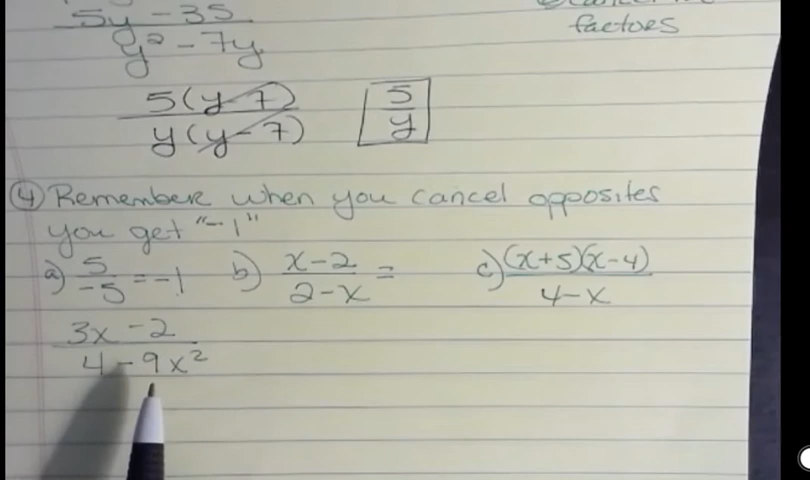 5y - 35
y² - 7y
factors
5(y-7)
y(y-7)
5
y
④ Remember when you cancel opposites
you get "-1"
a) 5/-5 = -1 b) x-2/2-x = c) (x+5)(x-4)/4-x
3x - 2
4 - 9x²